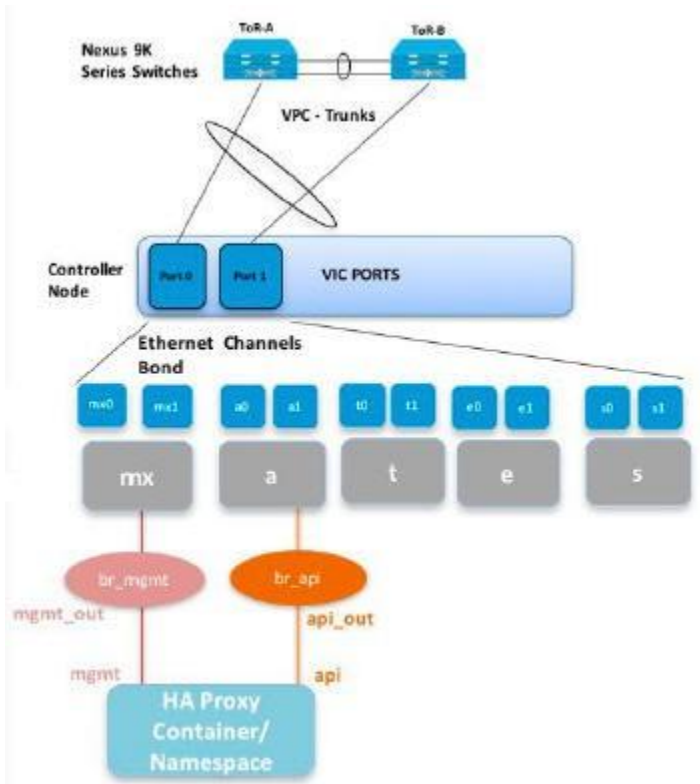 ToR-A
ToR-B
Nexus 9K
Series Switches
VPC - Trunks
Controller
Node
Port 0
Port 1
VIC PORTS
Ethernet Channels
Bond
mx0
mx1
a0
a1
t0
t1
e0
e1
s0
s1
mx
a
t
e
s
br_mgmt
br_api
mgmt_out
api_out
mgmt
api
HA Proxy
Container/
Namespace